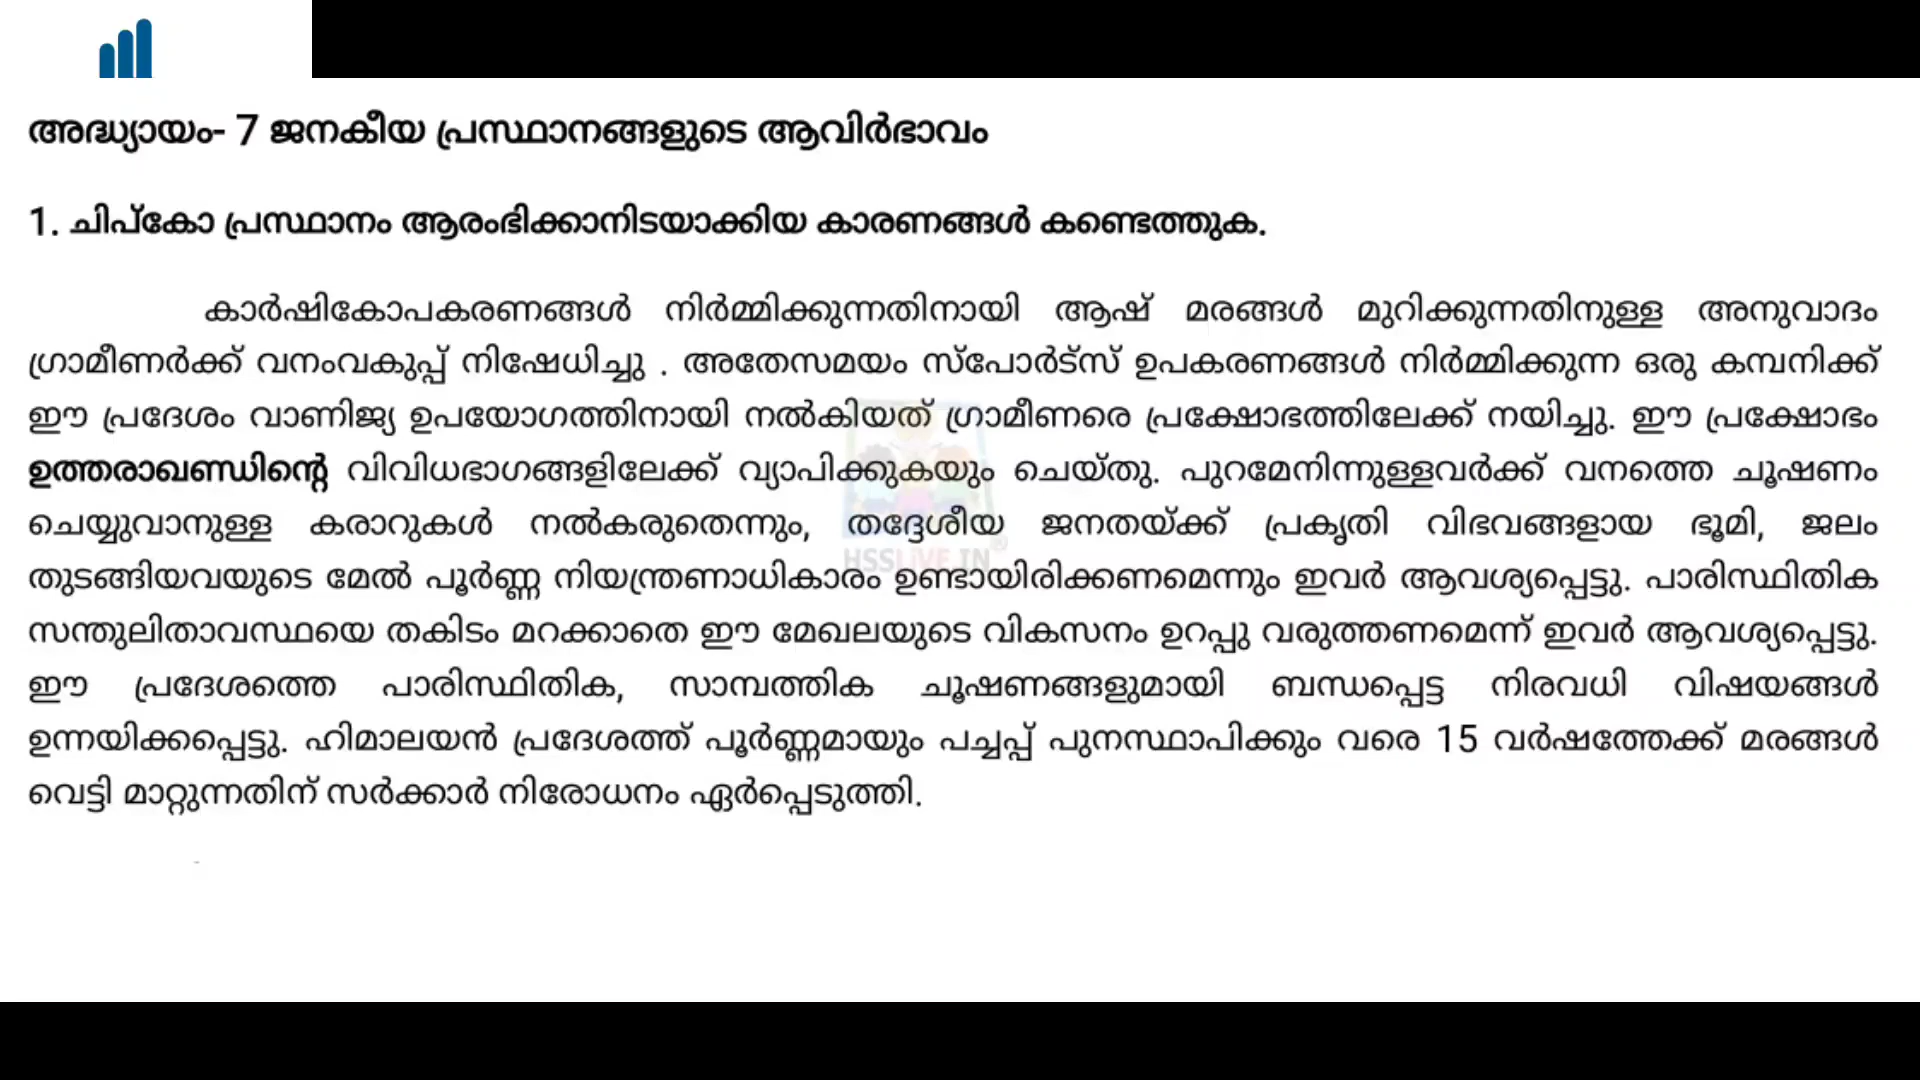 അദ്ധ്യായം- 7 ജനകീയ പ്രസ്ഥാനങ്ങളുടെ ആവിർഭാവം
1. ചിപ്കോ പ്രസ്ഥാനം ആരംഭിക്കാനിടയാക്കിയ കാരണങ്ങൾ കണ്ടെത്തുക.
കാർഷികോപകരണങ്ങൾ നിർമ്മിക്കുന്നതിനായി ആഷ് മരങ്ങൾ മുറിക്കുന്നതിനുള്ള അനുവാദം
ഗ്രാമീണർക്ക് വനംവകുപ്പ് നിഷേധിച്ചു . അതേസമയം സ്പോർട്സ് ഉപകരണങ്ങൾ നിർമ്മിക്കുന്ന ഒരു കമ്പനിക്ക്
ഈ പ്രദേശം വാണിജ്യ ഉപയോഗത്തിനായി നൽകിയത് ഗ്രാമീണരെ പ്രക്ഷോഭത്തിലേക്ക് നയിച്ചു. ഈ പ്രക്ഷോഭം
ഉത്തരാഖണ്ഡിന്റെ വിവിധഭാഗങ്ങളിലേക്ക് വ്യാപിക്കുകയും ചെയ്തു. പുറമേനിന്നുള്ളവർക്ക് വനത്തെ ചൂഷണം
ചെയ്യുവാനുള്ള കരാറുകൾ നൽകരുതെന്നും, തദ്ദേശീയ ജനതയ്ക്ക് പ്രകൃതി വിഭവങ്ങളായ ഭൂമി, ജലം
തുടങ്ങിയവയുടെ മേൽ പൂർണ്ണ നിയന്ത്രണാധികാരം ഉണ്ടായിരിക്കണമെന്നും ഇവർ ആവശ്യപ്പെട്ടു. പാരിസ്ഥിതിക
സന്തുലിതാവസ്ഥയെ തകിടം മറക്കാതെ ഈ മേഖലയുടെ വികസനം ഉറപ്പു വരുത്തണമെന്ന് ഇവർ ആവശ്യപ്പെട്ടു.
ഈ പ്രദേശത്തെ പാരിസ്ഥിതിക, സാമ്പത്തിക ചൂഷണങ്ങളുമായി ബന്ധപ്പെട്ട നിരവധി വിഷയങ്ങൾ
ഉന്നയിക്കപ്പെട്ടു. ഹിമാലയൻ പ്രദേശത്ത് പൂർണ്ണമായും പച്ചപ്പ് പുനസ്ഥാപിക്കും വരെ 15 വർഷത്തേക്ക് മരങ്ങൾ
വെട്ടി മാറ്റുന്നതിന് സർക്കാർ നിരോധനം ഏർപ്പെടുത്തി.
HSSLiVE.IN®